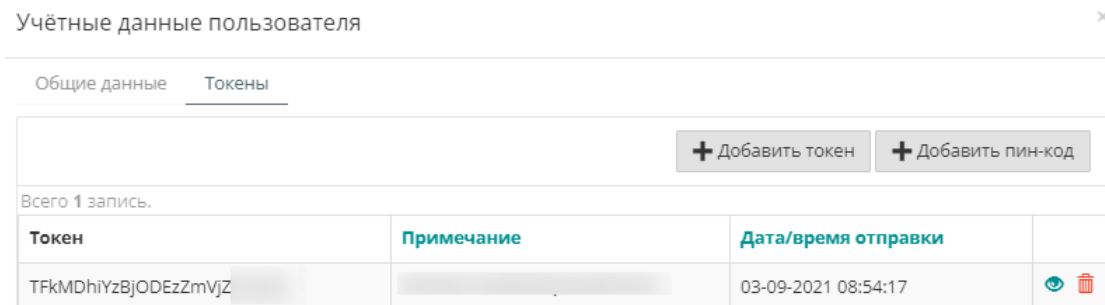 Учётные данные пользователя
Общие данные Токены
Добавить токен Добавить пин-код
Всего 1 запись.
Токен Примечание Дата/время отправки
TFkMDhiYzBjODEzZmVjZ 03-09-2021 08:54:17